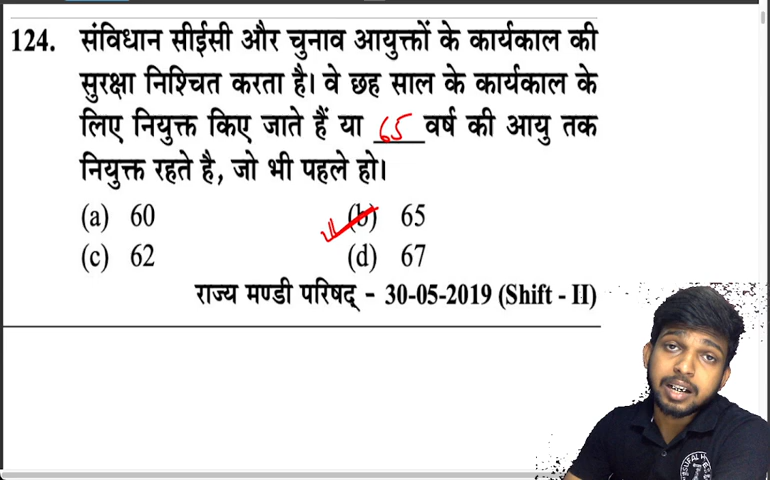 124. संविधान सीईसी और चुनाव आयुक्तों के कार्यकाल की
सुरक्षा निश्चित करता है। वे छह साल के कार्यकाल के
लिए नियुक्त किए जाते हैं या 65 वर्ष की आयु तक
नियुक्त रहते है, जो भी पहले हो।
(a) 60 (b) 65
(c) 62 (d) 67
राज्य मण्डी परिषद् - 30-05-2019 (Shift - II)